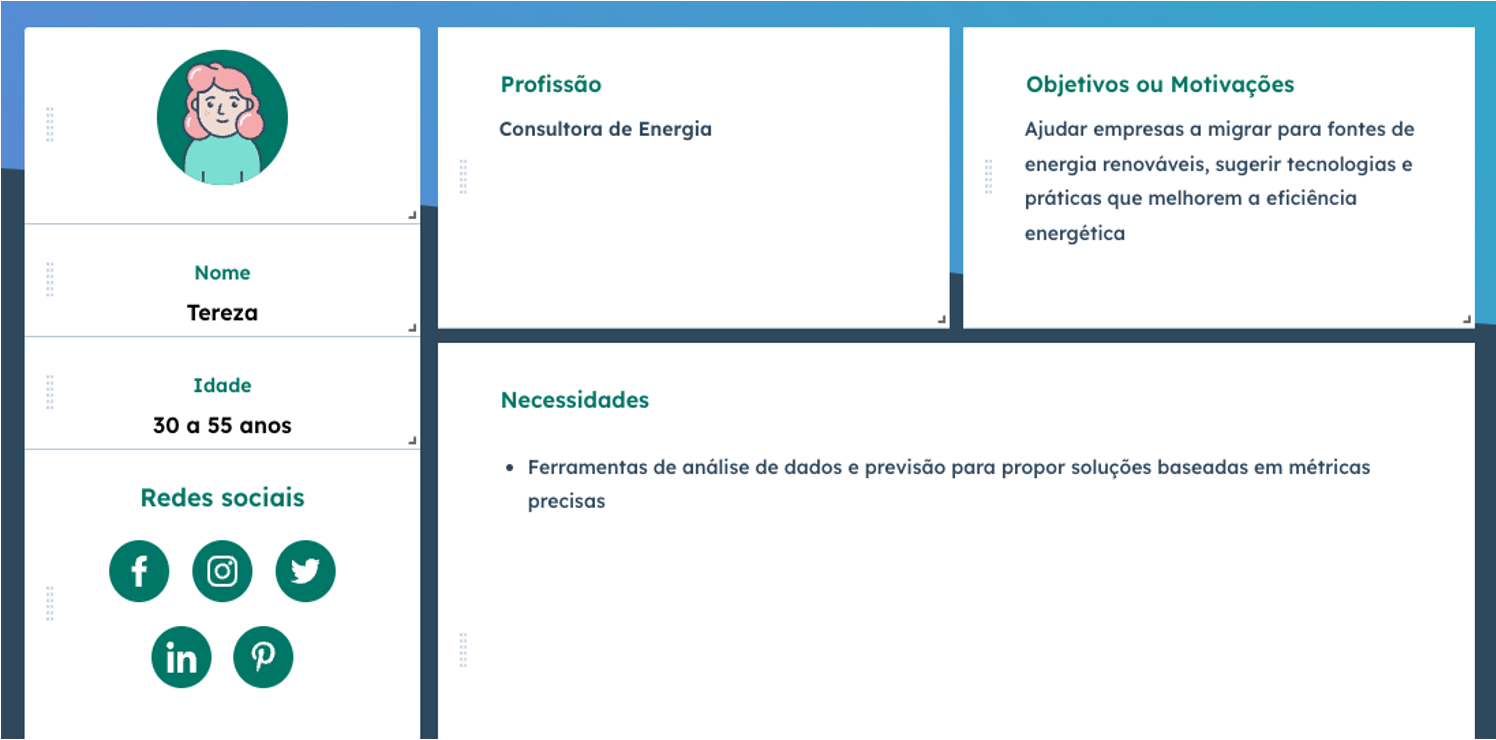 Nome
Tereza
Idade
30 a 55 anos
Redes sociais
Profissão
Consultora de Energia
Objetivos ou Motivações
Ajudar empresas a migrar para fontes de
energia renováveis, sugerir tecnologias e
práticas que melhorem a eficiência
energética
Necessidades
• Ferramentas de análise de dados e previsão para propor soluções baseadas em métricas
precisas